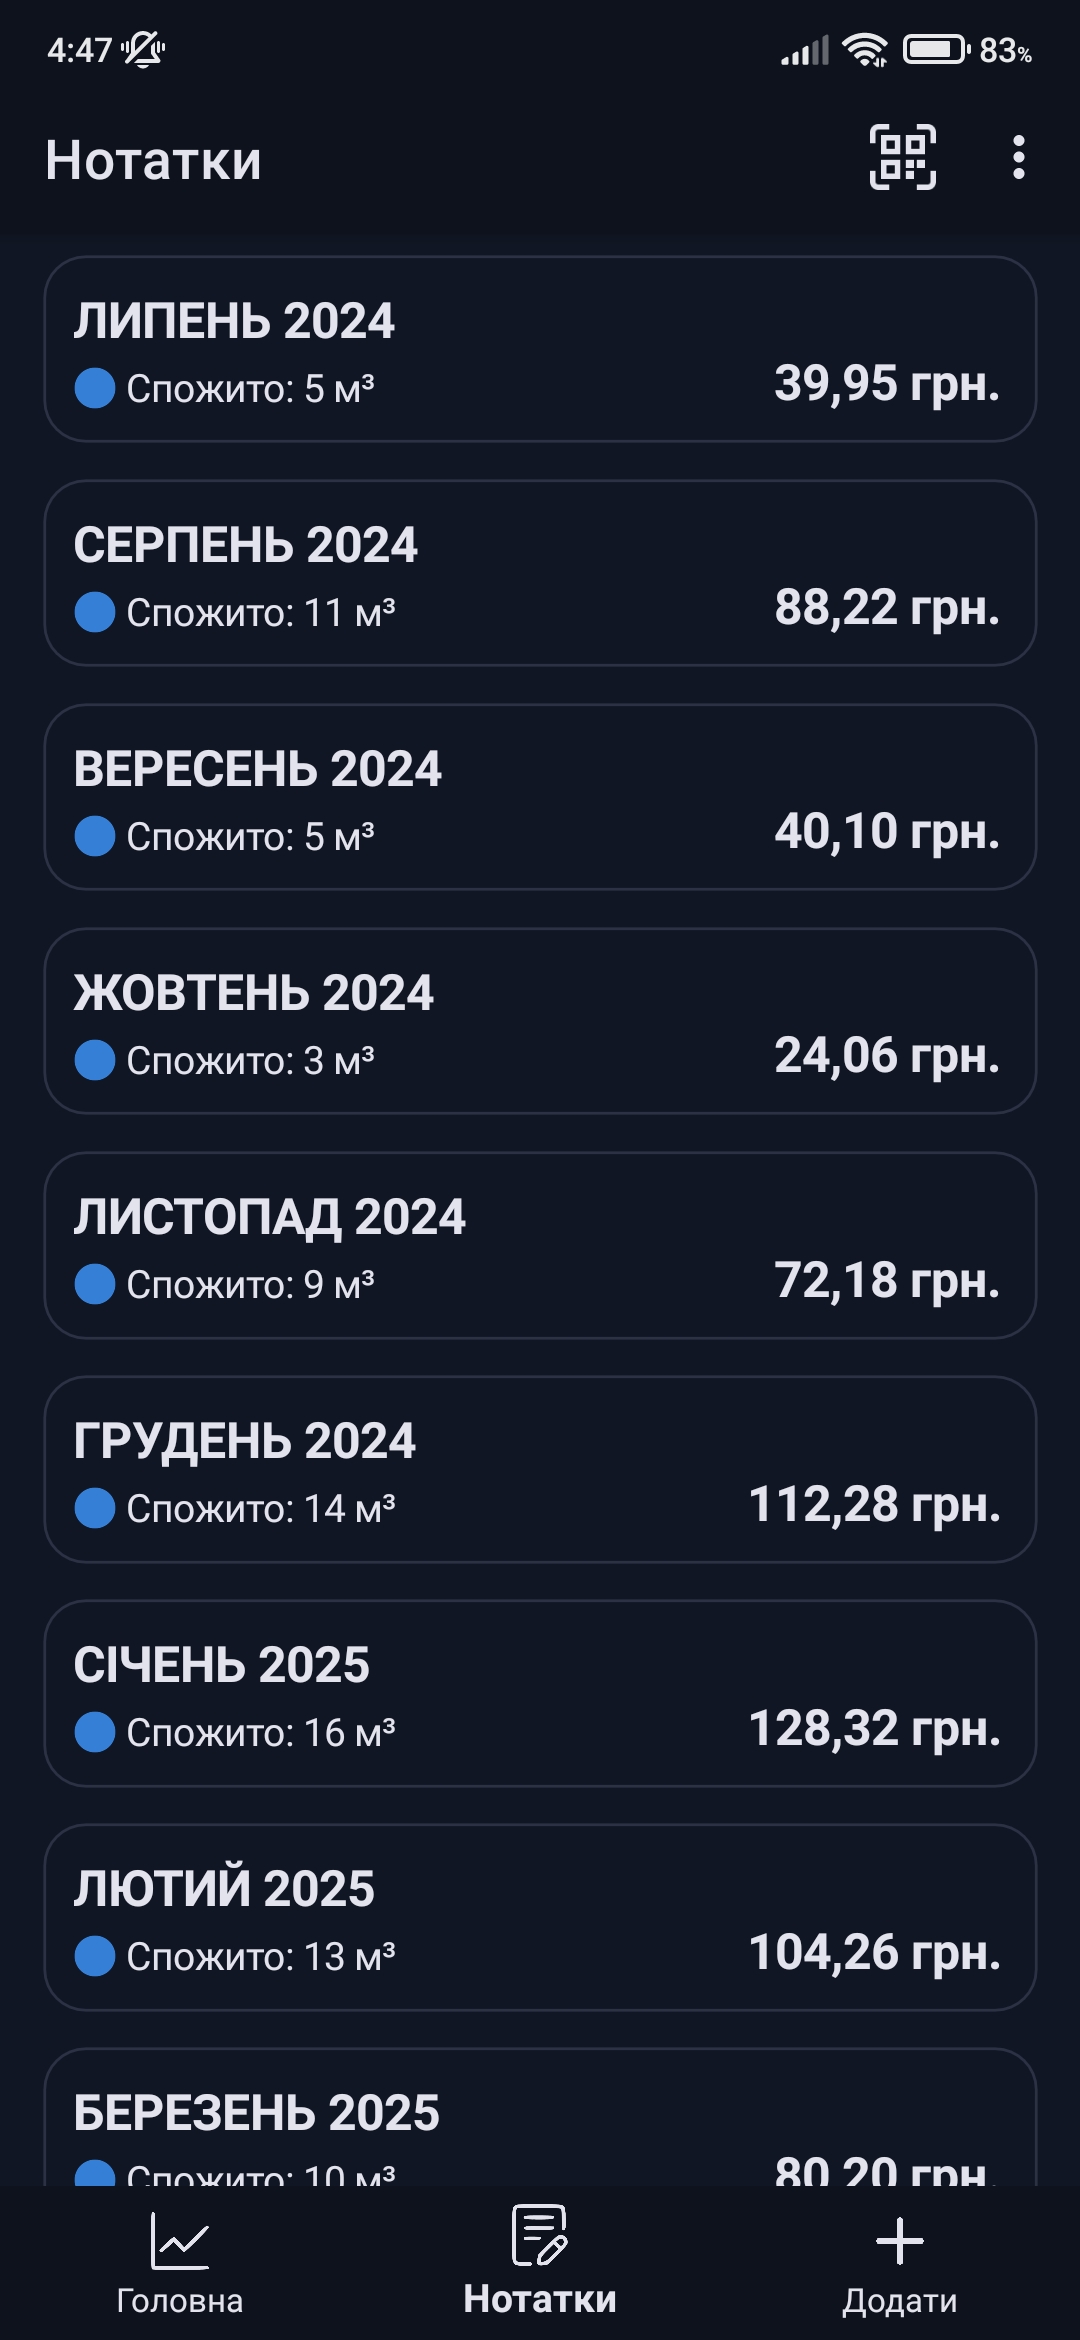 4:47
83%
Нотатки
ЛИПЕНЬ 2024
Спожито: 5 м³
39,95 грн.
СЕРПЕНЬ 2024
Спожито: 11 м³
88,22 грн.
ВЕРЕСЕНЬ 2024
Спожито: 5 м³
40,10 грн.
ЖОВТЕНЬ 2024
Спожито: 3 м³
24,06 грн.
ЛИСТОПАД 2024
Спожито: 9 м³
72,18 грн.
ГРУДЕНЬ 2024
Спожито: 14 м³
112,28 грн.
СІЧЕНЬ 2025
Спожито: 16 м³
128,32 грн.
ЛЮТИЙ 2025
Спожито: 13 м³
104,26 грн.
БЕРЕЗЕНЬ 2025
Спожито: 10 м³
80,20 грн.
Головна
Нотатки
Додати